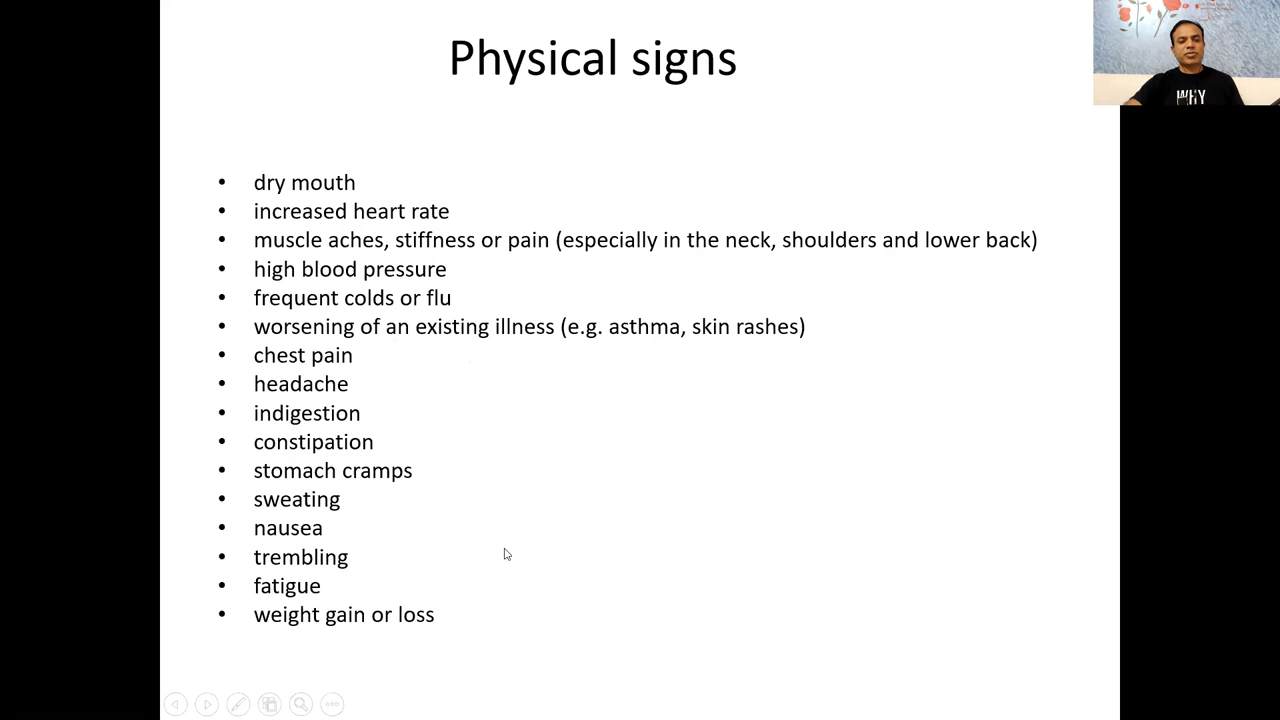 Physical signs
WHY
• dry mouth
• increased heart rate
• muscle aches, stiffness or pain (especially in the neck, shoulders and lower back)
• high blood pressure
• frequent colds or flu
• worsening of an existing illness (e.g. asthma, skin rashes)
• chest pain
• headache
• indigestion
• constipation
• stomach cramps
• sweating
• nausea
• trembling
• fatigue
• weight gain or loss